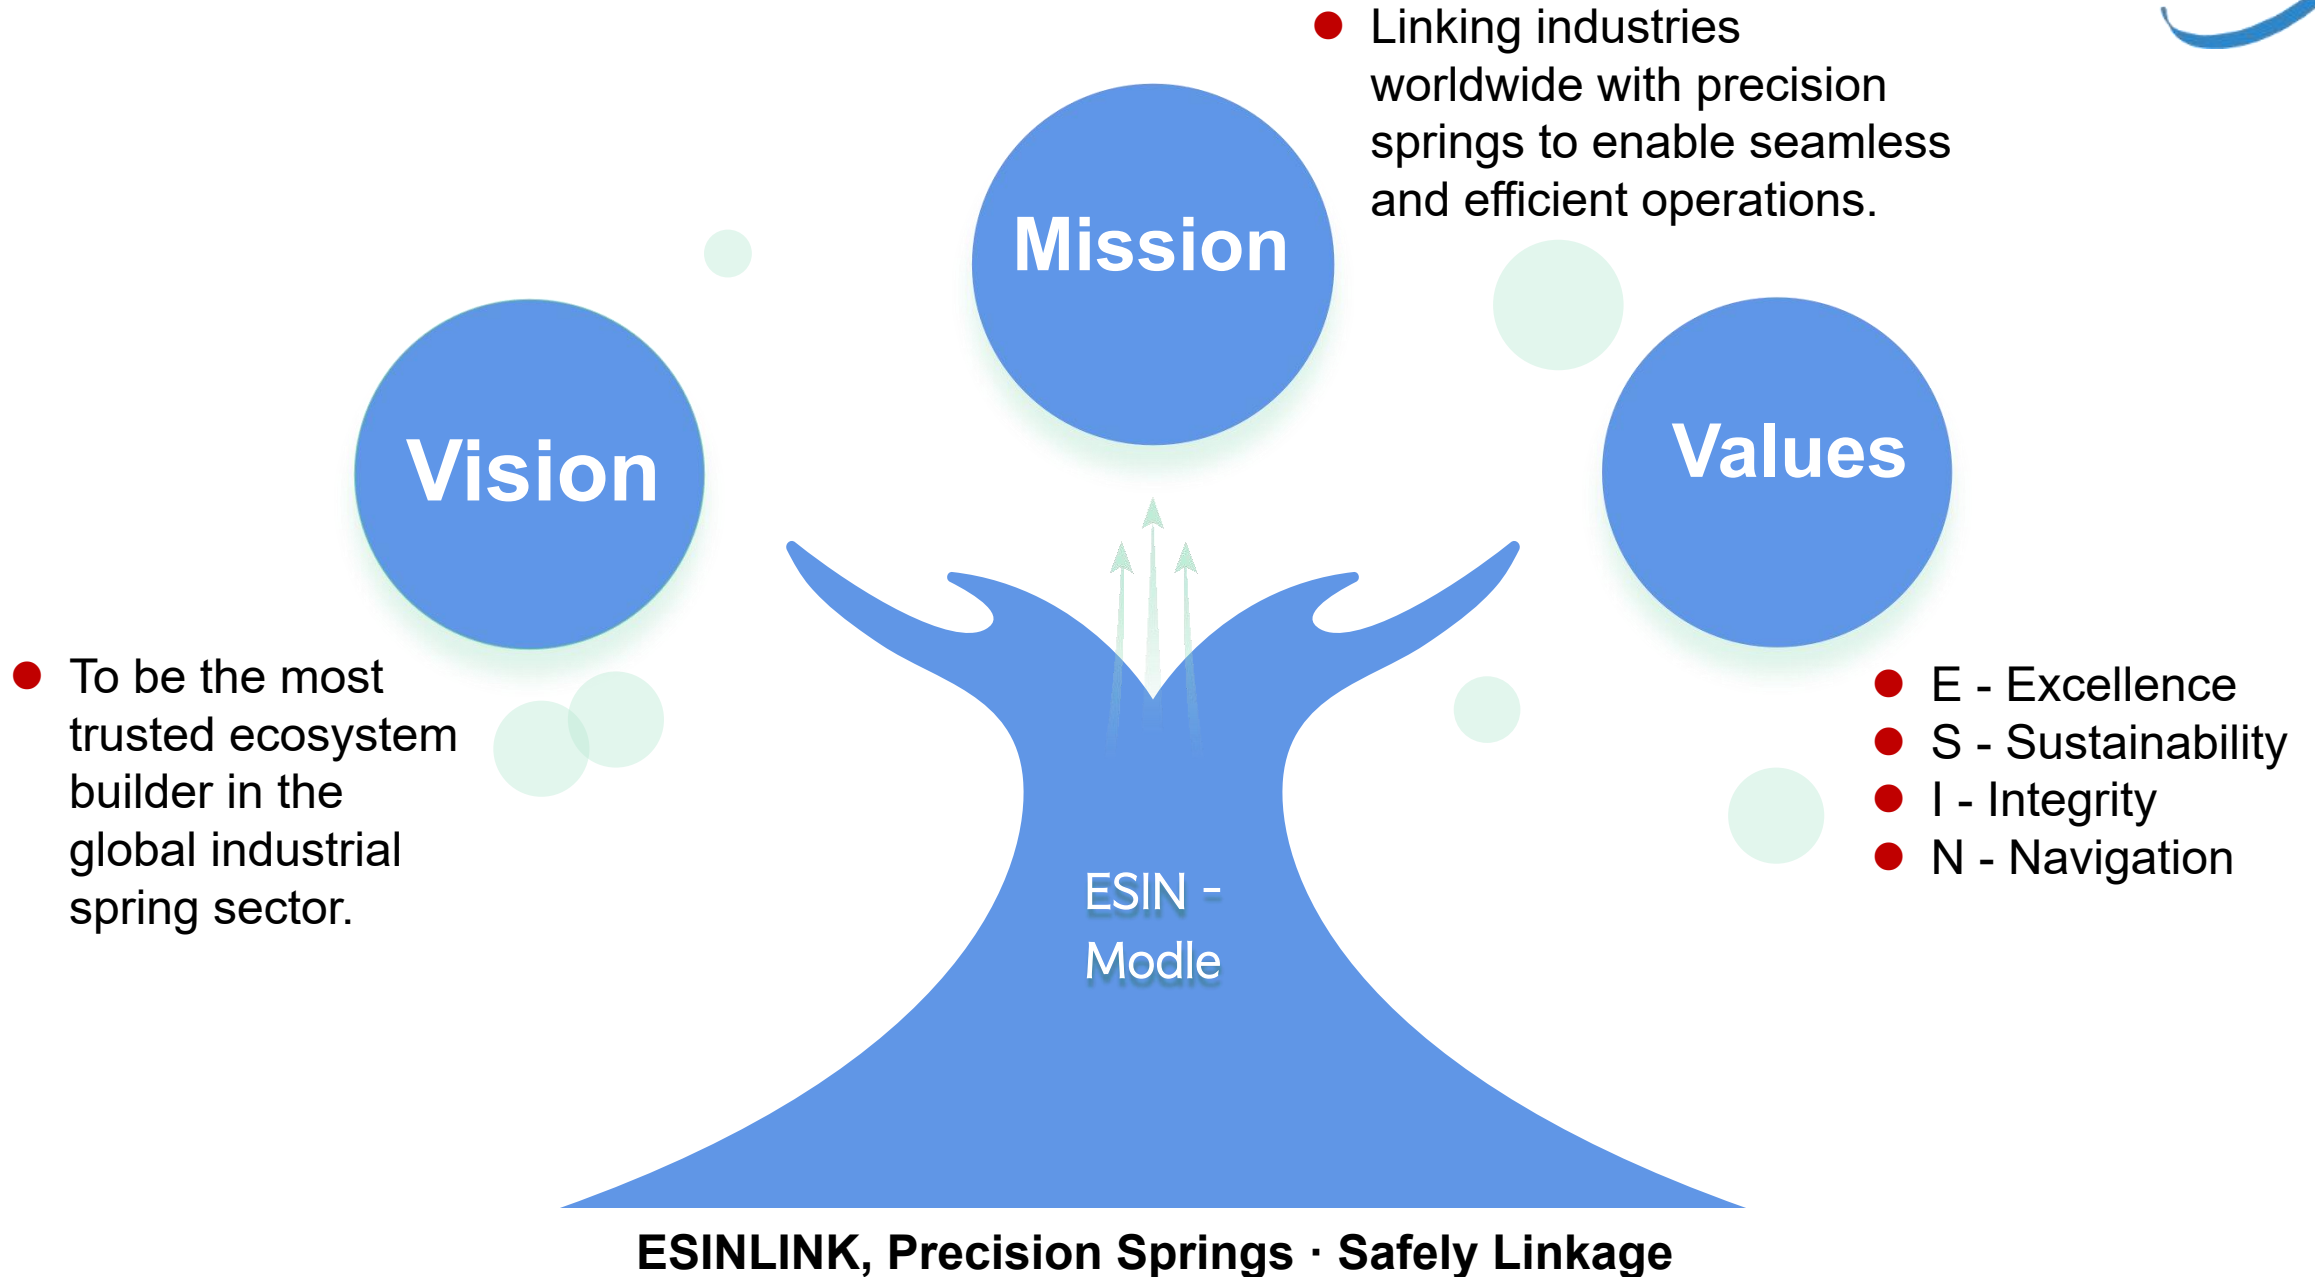 Linking industries
worldwide with precision
springs to enable seamless
and efficient operations.
Mission
Vision
Values
To be the most
trusted ecosystem
builder in the
global industrial
spring sector.
E - Excellence
S - Sustainability
I - Integrity
N - Navigation
ESIN -
Modle
ESINLINK, Precision Springs · Safely Linkage